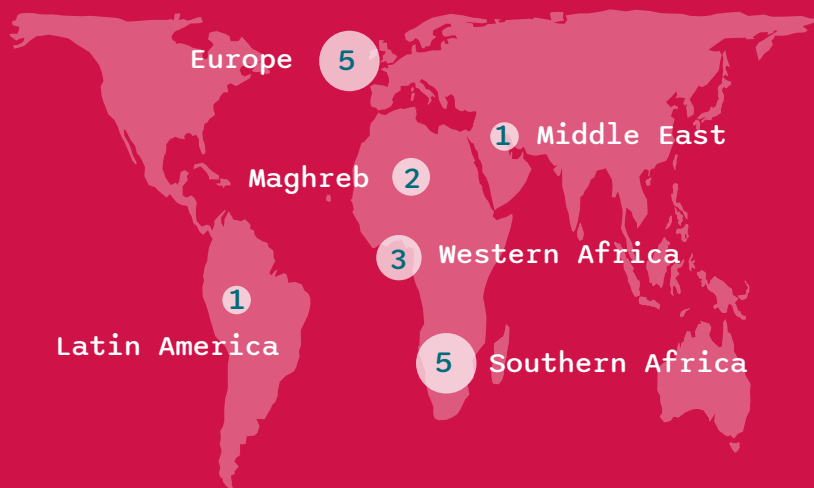 Europe 5
1 Middle East
Maghreb 2
3 Western Africa
1
Latin America
5 Southern Africa